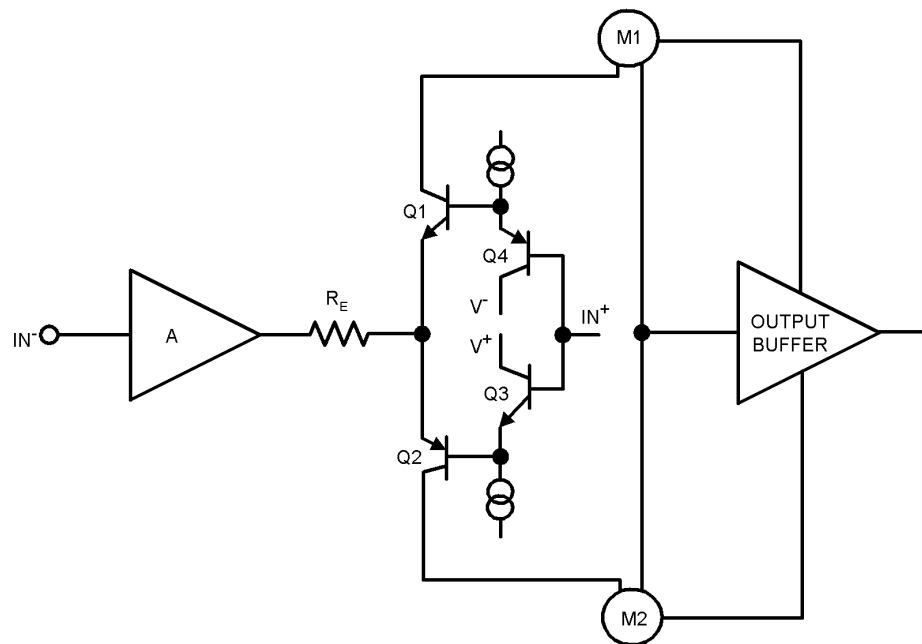 M1
Q1
Q4
R_E
V⁻
IN⁺
IN⁻
A
V⁺
OUTPUT
BUFFER
Q3
Q2
M2